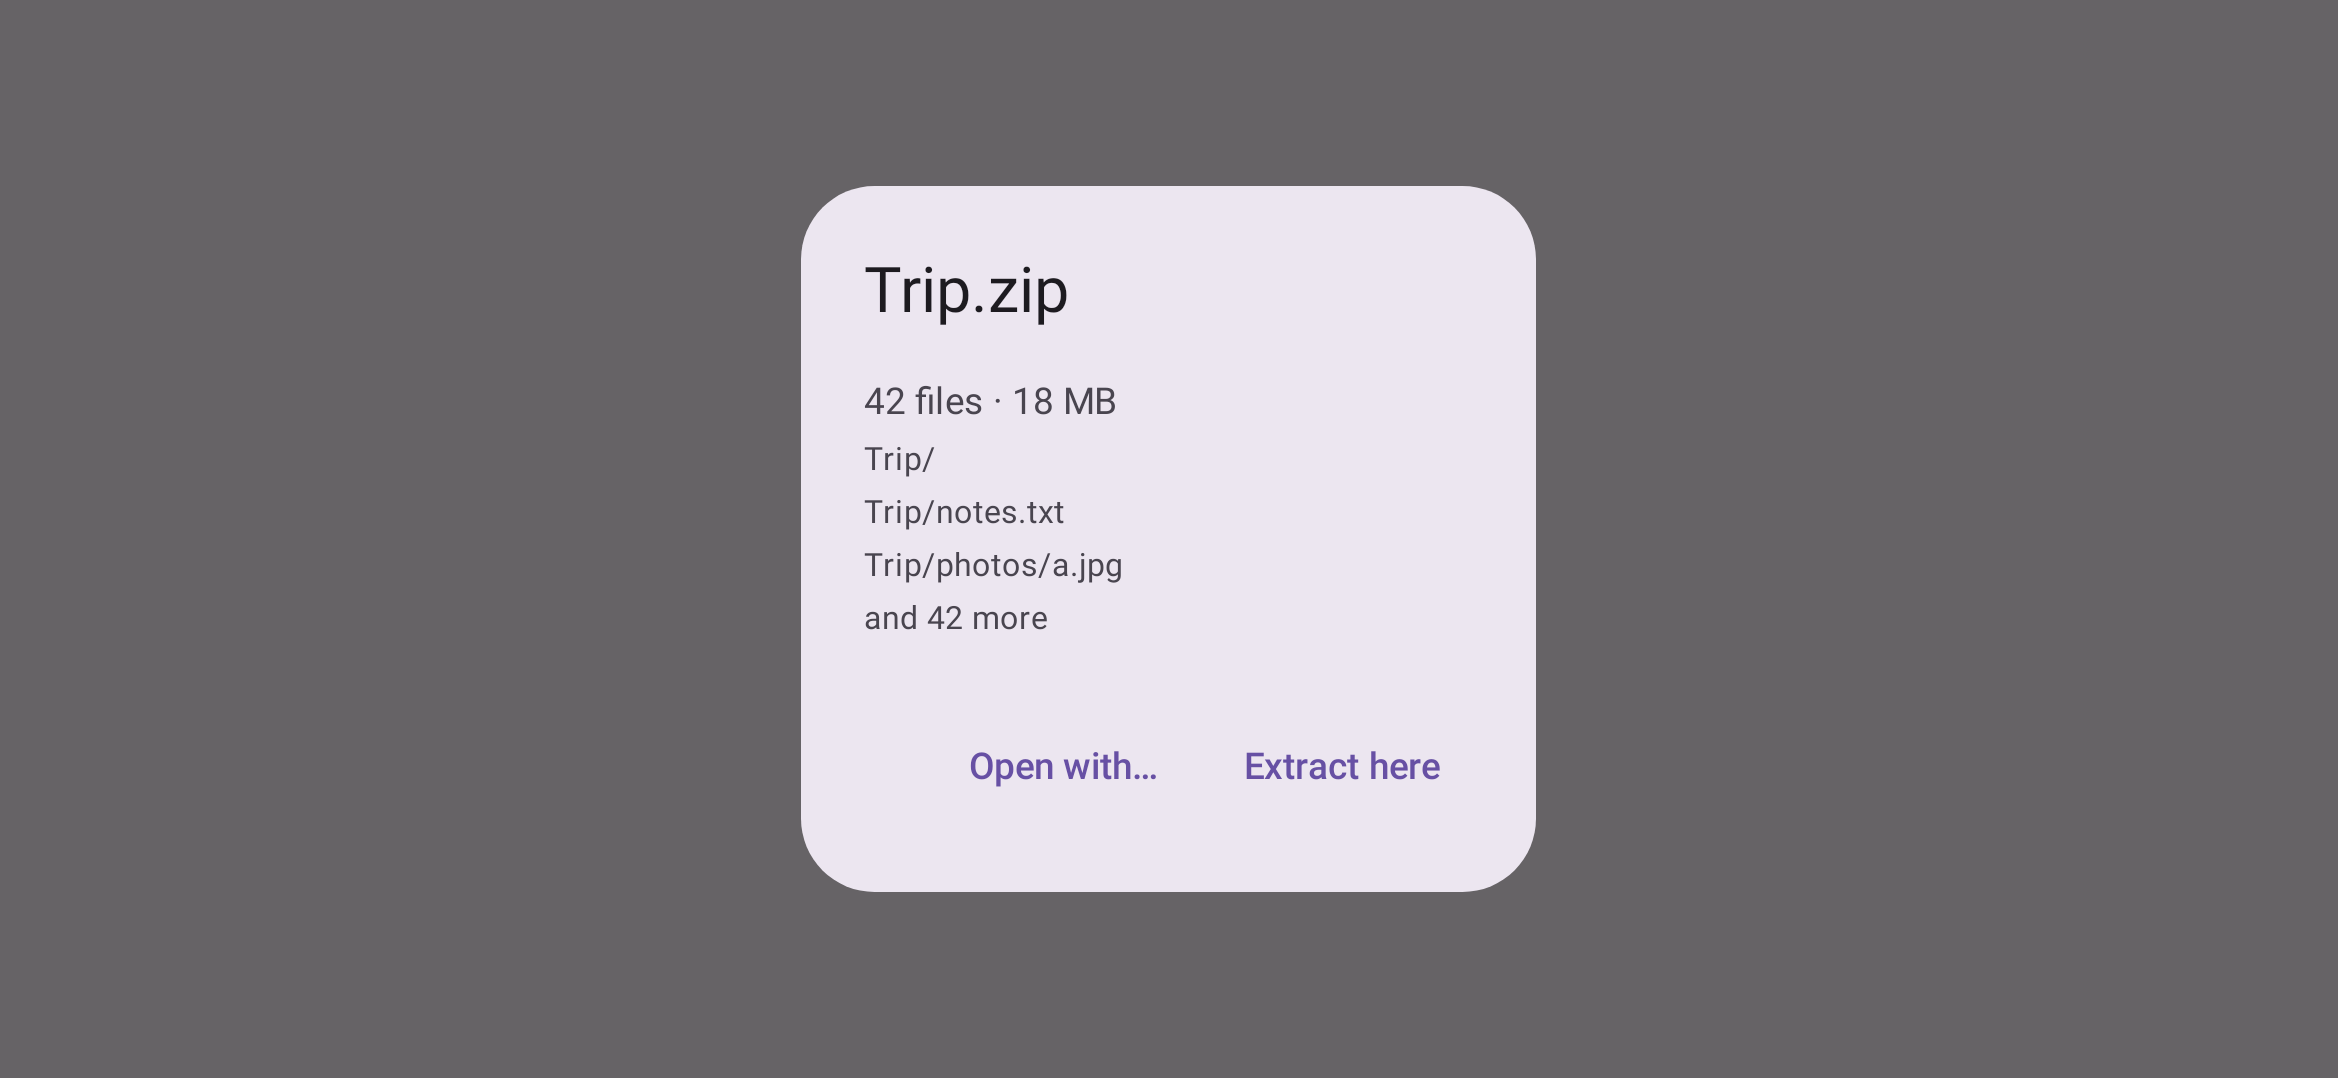 Trip.zip
42 files · 18 MB
Trip/
Trip/notes.txt
Trip/photos/a.jpg
and 42 more
Open with…
Extract here